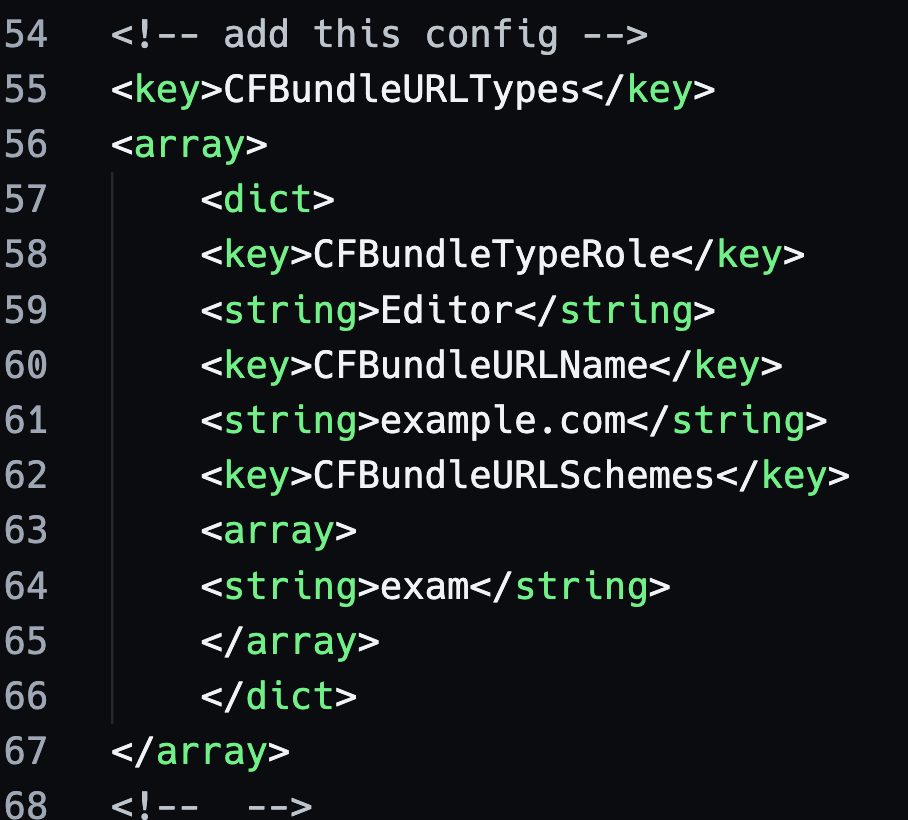 54 <!-- add this config -->
55 <key>CFBundleURLTypes</key>
56 <array>
57 <dict>
58 <key>CFBundleTypeRole</key>
59 <string>Editor</string>
60 <key>CFBundleURLName</key>
61 <string>example.com</string>
62 <key>CFBundleURLSchemes</key>
63 <array>
64 <string>exam</string>
65 </array>
66 </dict>
67 </array>
68 <!--  -->